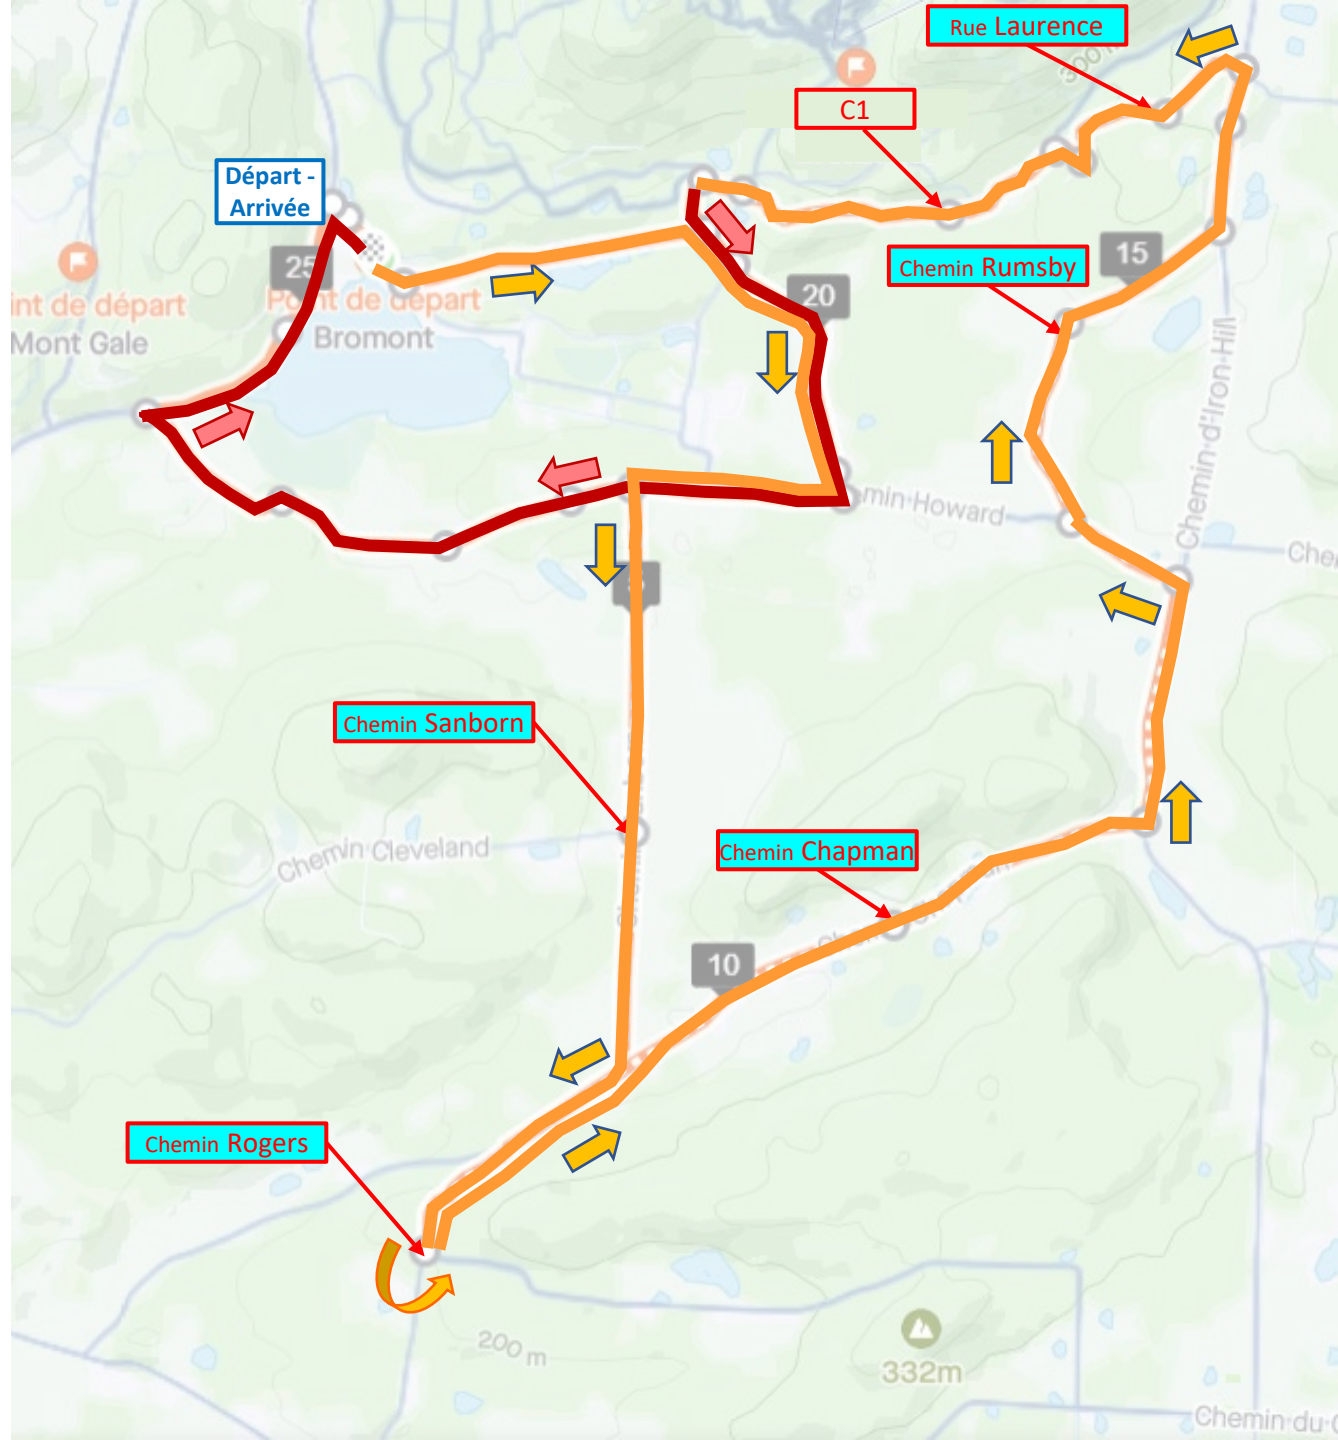 Rue Laurence
300 m
C1
Départ -
Arrivée
Chemin Rumsby
15
25
20
int de départ
Mont Gale
Point de départ
Bromont
Chemin-d'Iron-Hill
min-Howard
Che
5
Chemin Sanborn
Chemin Cleveland
Chemin Chapman
10
Chemin Rogers
200 m
332m
Chemin du